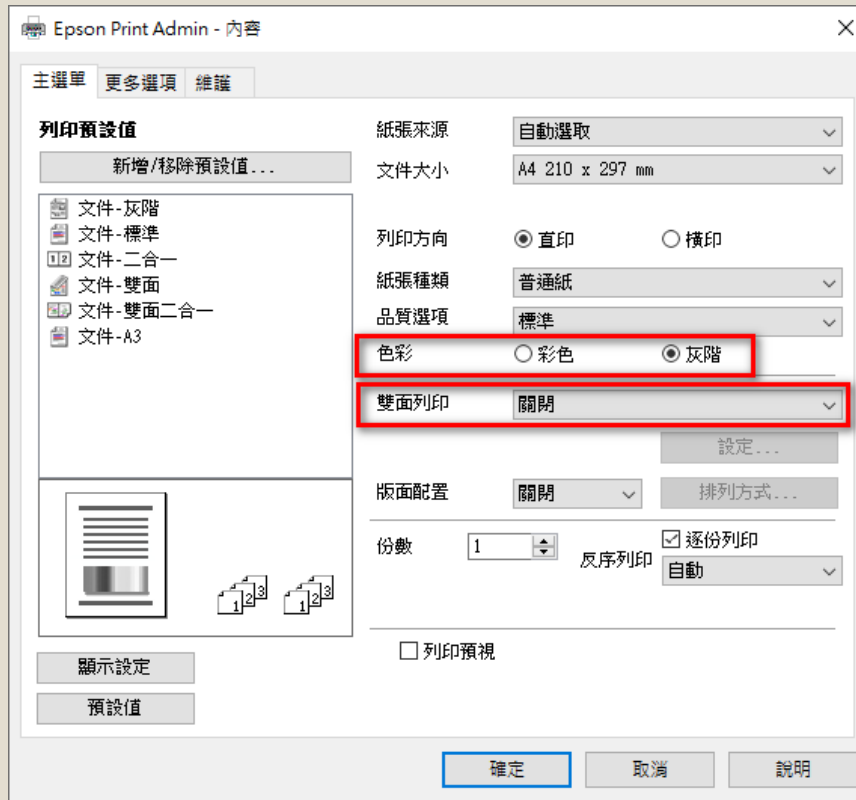 Epson Print Admin - 內容
主選單 更多選項 維護
列印預設值
新增/移除預設值...
文件-灰階
文件-標準
文件-二合一
文件-雙面
文件-雙面二合一
文件-A3
顯示設定
預設值
紙張來源 自動選取
文件大小 A4 210 x 297 mm
列印方向 直印 橫印
紙張種類 普通紙
品質選項 標準
色彩 彩色 灰階
雙面列印 關閉
設定...
版面配置 關閉 排列方式...
份數 1 逐份列印
反序列印 自動
列印預視
確定 取消 說明